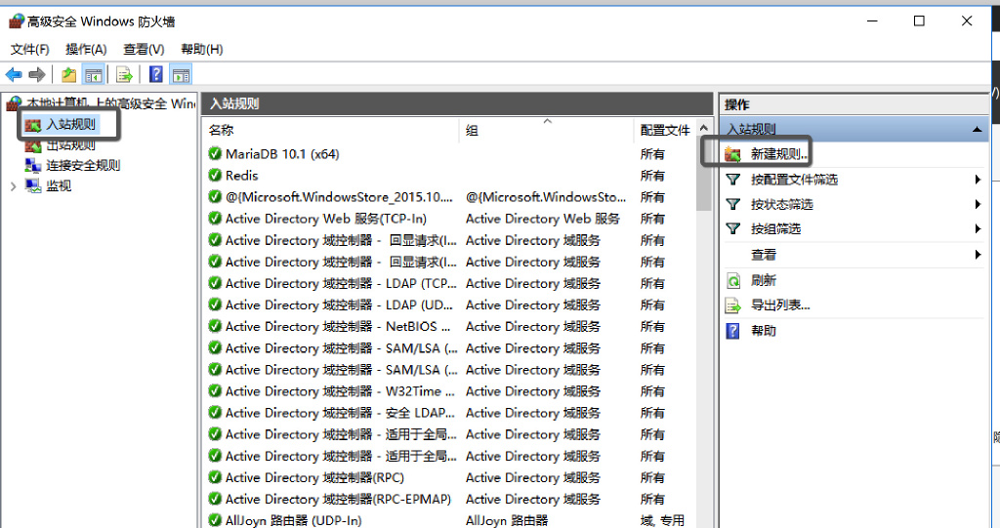 高级安全 Windows 防火墙
文件(F) 操作(A) 查看(V) 帮助(H)
本地计算机 上的高级安全 Win
入站规则
出站规则
连接安全规则
监视
入站规则
名称 组 配置文件
MariaDB 10.1 (x64) 所有
Redis 所有
@{Microsoft.WindowsStore_2015.10.... @{Microsoft.WindowsSto... 所有
Active Directory Web 服务(TCP-In) Active Directory Web 服务 所有
Active Directory 域控制器 - 回显请求(I... Active Directory 域服务 所有
Active Directory 域控制器 - 回显请求(I... Active Directory 域服务 所有
Active Directory 域控制器 - LDAP (TCP... Active Directory 域服务 所有
Active Directory 域控制器 - LDAP (UD... Active Directory 域服务 所有
Active Directory 域控制器 - NetBIOS ... Active Directory 域服务 所有
Active Directory 域控制器 - SAM/LSA (... Active Directory 域服务 所有
Active Directory 域控制器 - SAM/LSA (... Active Directory 域服务 所有
Active Directory 域控制器 - W32Time ... Active Directory 域服务 所有
Active Directory 域控制器 - 安全 LDAP... Active Directory 域服务 所有
Active Directory 域控制器 - 适用于全局... Active Directory 域服务 所有
Active Directory 域控制器 - 适用于全局... Active Directory 域服务 所有
Active Directory 域控制器(RPC) Active Directory 域服务 所有
Active Directory 域控制器(RPC-EPMAP) Active Directory 域服务 所有
AllJoyn 路由器 (UDP-In) AllJoyn 路由器 域, 专用
操作
入站规则
新建规则...
按配置文件筛选
按状态筛选
按组筛选
查看
刷新
导出列表...
帮助